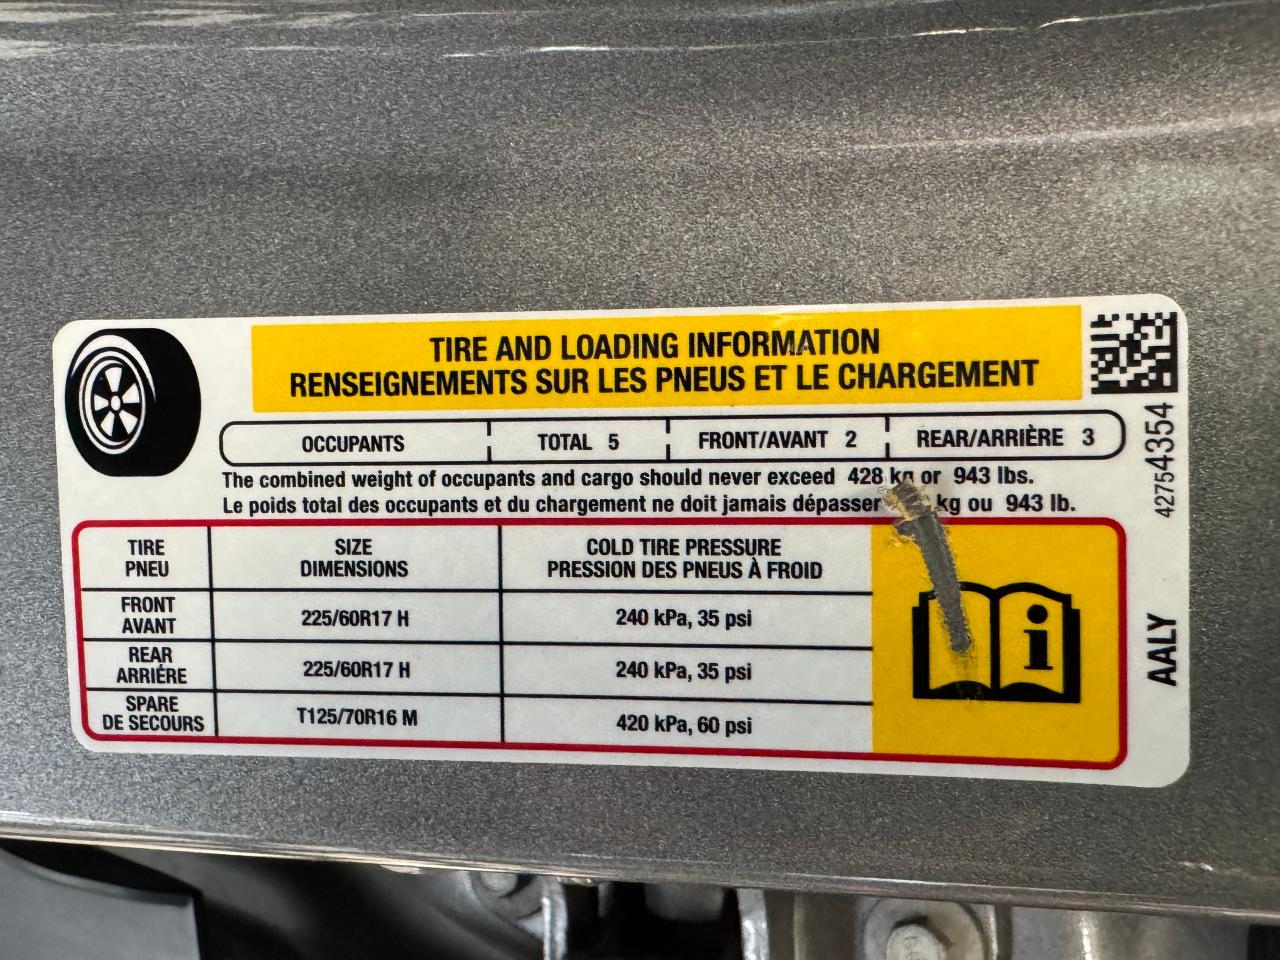 TIRE AND LOADING INFORMATION
RENSEIGNEMENTS SUR LES PNEUS ET LE CHARGEMENT
OCCUPANTS TOTAL 5 FRONT/AVANT 2 REAR/ARRIÈRE 3
The combined weight of occupants and cargo should never exceed 428 kg or 943 lbs.
Le poids total des occupants et du chargement ne doit jamais dépasser kg ou 943 lb.
TIRE SIZE COLD TIRE PRESSURE
PNEU DIMENSIONS PRESSION DES PNEUS À FROID
FRONT
AVANT 225/60R17 H 240 kPa, 35 psi
REAR
ARRIÉRE 225/60R17 H 240 kPa, 35 psi
SPARE
DE SECOURS T125/70R16 M 420 kPa, 60 psi
i
42754354
AALY